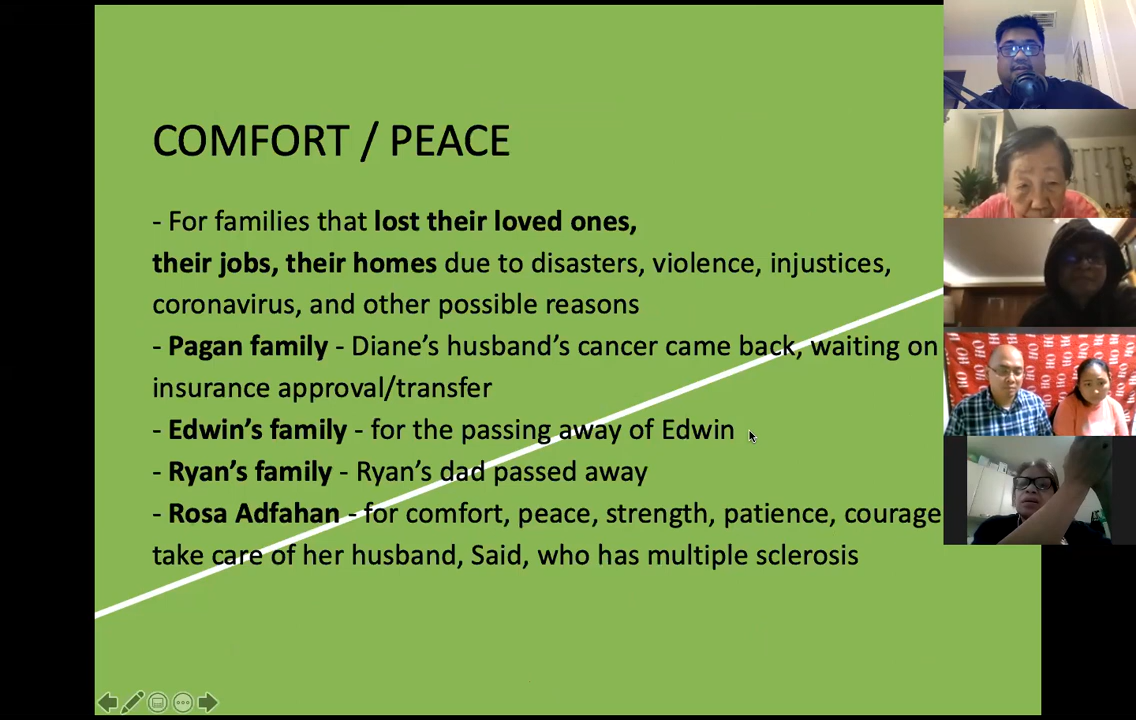 COMFORT / PEACE
- For families that lost their loved ones,
their jobs, their homes due to disasters, violence, injustices,
coronavirus, and other possible reasons
- Pagan family - Diane's husband's cancer came back, waiting on
insurance approval/transfer
- Edwin's family - for the passing away of Edwin
- Ryan's family - Ryan's dad passed away
- Rosa Adfahan - for comfort, peace, strength, patience, courage
take care of her husband, Said, who has multiple sclerosis
HO HO HO